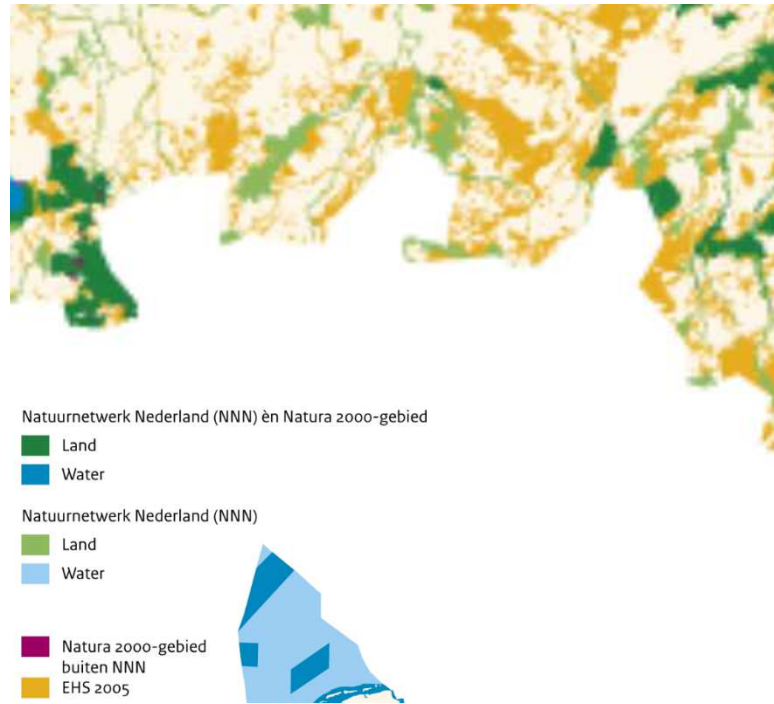 Natuurnetwerk Nederland (NNN) èn Natura 2000-gebied
Land
Water
Natuurnetwerk Nederland (NNN)
Land
Water
Natura 2000-gebied
buiten NNN
EHS 2005